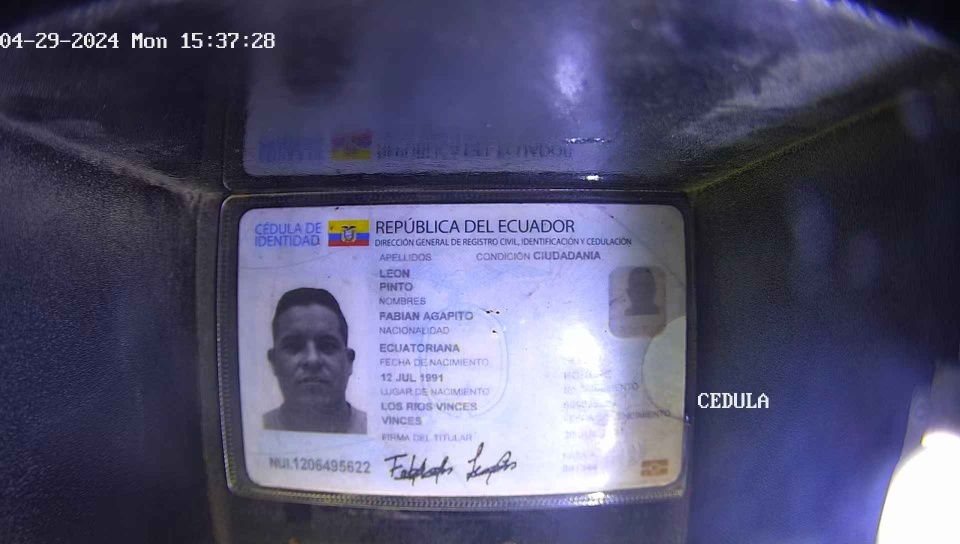 04-29-2024 Mon 15:37:28
CÉDULA DE
IDENTIDAD
REPÚBLICA DEL ECUADOR
DIRECCIÓN GENERAL DE REGISTRO CIVIL, IDENTIFICACIÓN Y CEDULACIÓN
APELLIDOS
CONDICIÓN CIUDADANIA
LEON
PINTO
NOMBRES
FABIAN AGAPITO
NACIONALIDAD
ECUATORIANA
FECHA DE NACIMIENTO
12 JUL 1991
LUGAR DE NACIMIENTO
LOS RIOS VINCES
VINCES
FIRMA DEL TITULAR
NUI.1206495622
CEDULA